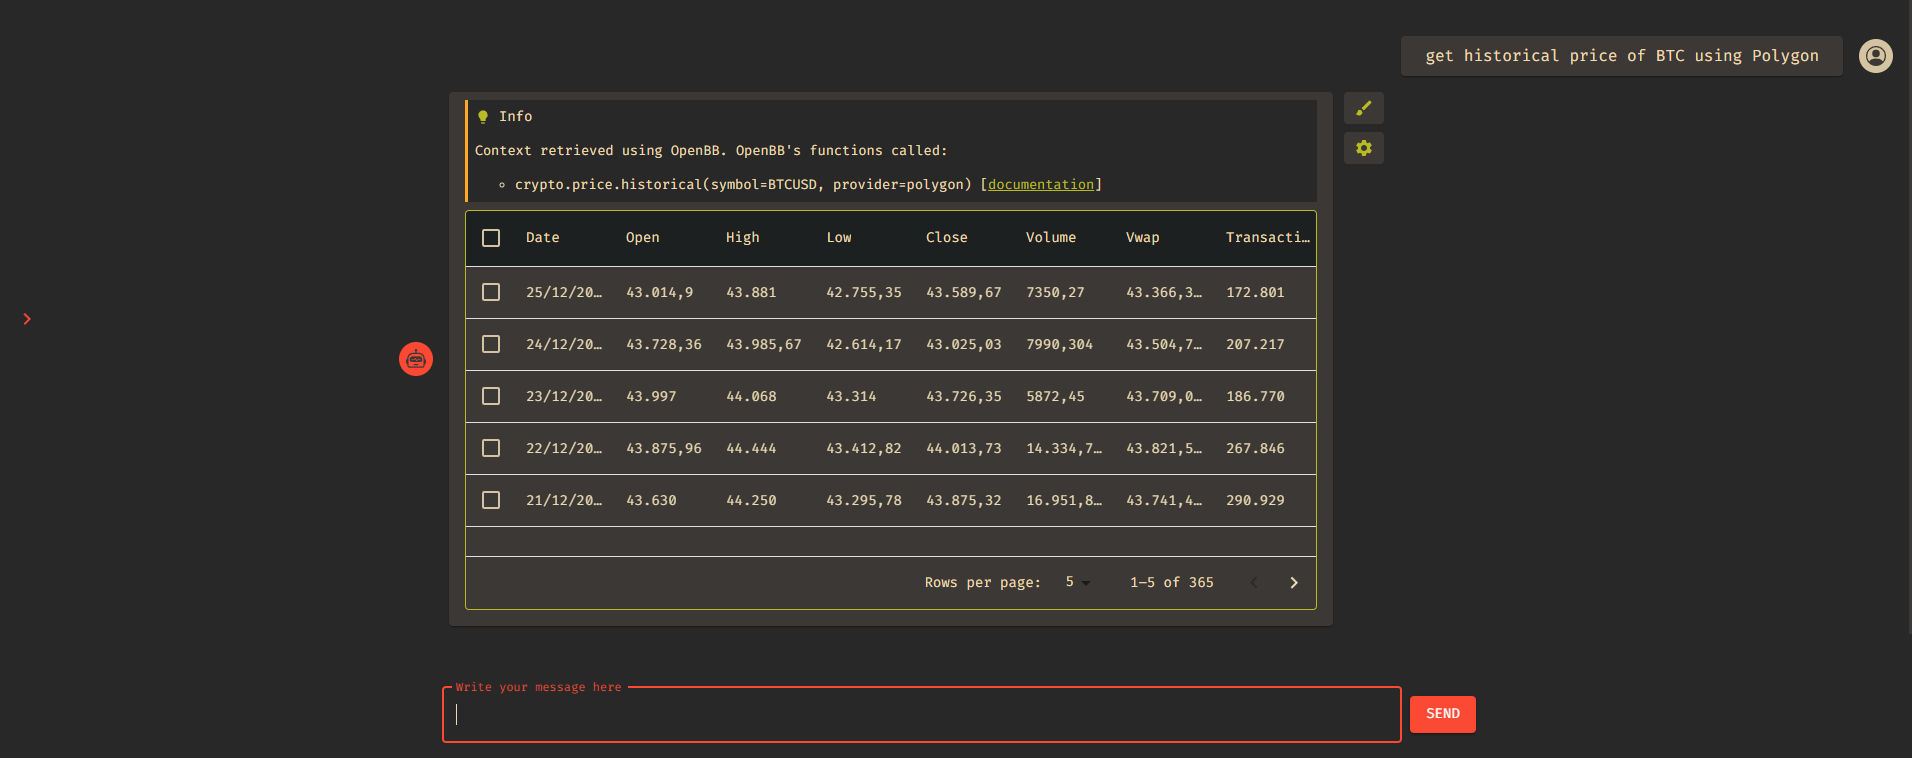 get historical price of BTC using Polygon
Info
Context retrieved using OpenBB. OpenBB's functions called:
crypto.price.historical(symbol=BTCUSD, provider=polygon) [documentation]
Date Open High Low Close Volume Vwap Transacti…
25/12/20… 43.014,9 43.881 42.755,35 43.589,67 7350,27 43.366,3… 172.801
24/12/20… 43.728,36 43.985,67 42.614,17 43.025,03 7990,304 43.504,7… 207.217
23/12/20… 43.997 44.068 43.314 43.726,35 5872,45 43.709,0… 186.770
22/12/20… 43.875,96 44.444 43.412,82 44.013,73 14.334,7… 43.821,5… 267.846
21/12/20… 43.630 44.250 43.295,78 43.875,32 16.951,8… 43.741,4… 290.929
Rows per page: 5 1–5 of 365
Write your message here
SEND